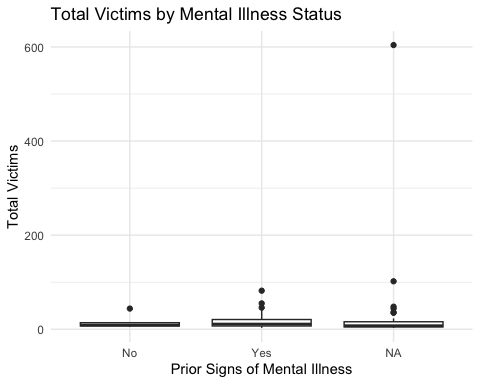 Total Victims by Mental Illness Status
600
400
200
0
Total Victims
No Yes NA
Prior Signs of Mental Illness